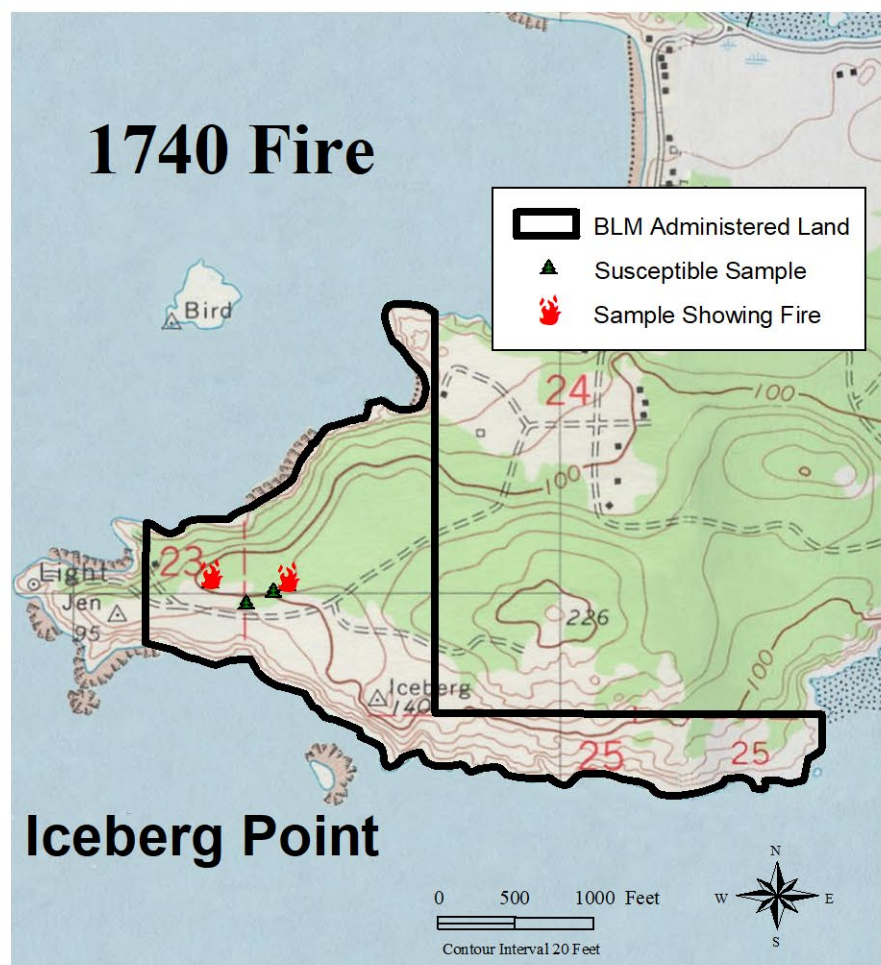 1740 Fire
BLM Administered Land
Susceptible Sample
Sample Showing Fire
Bird
24
100
100
23
Light
Jen
95
226
100
Iceberg
140
25
25
Iceberg Point
N
W
E
S
0 500 1000 Feet
Contour Interval 20 Feet